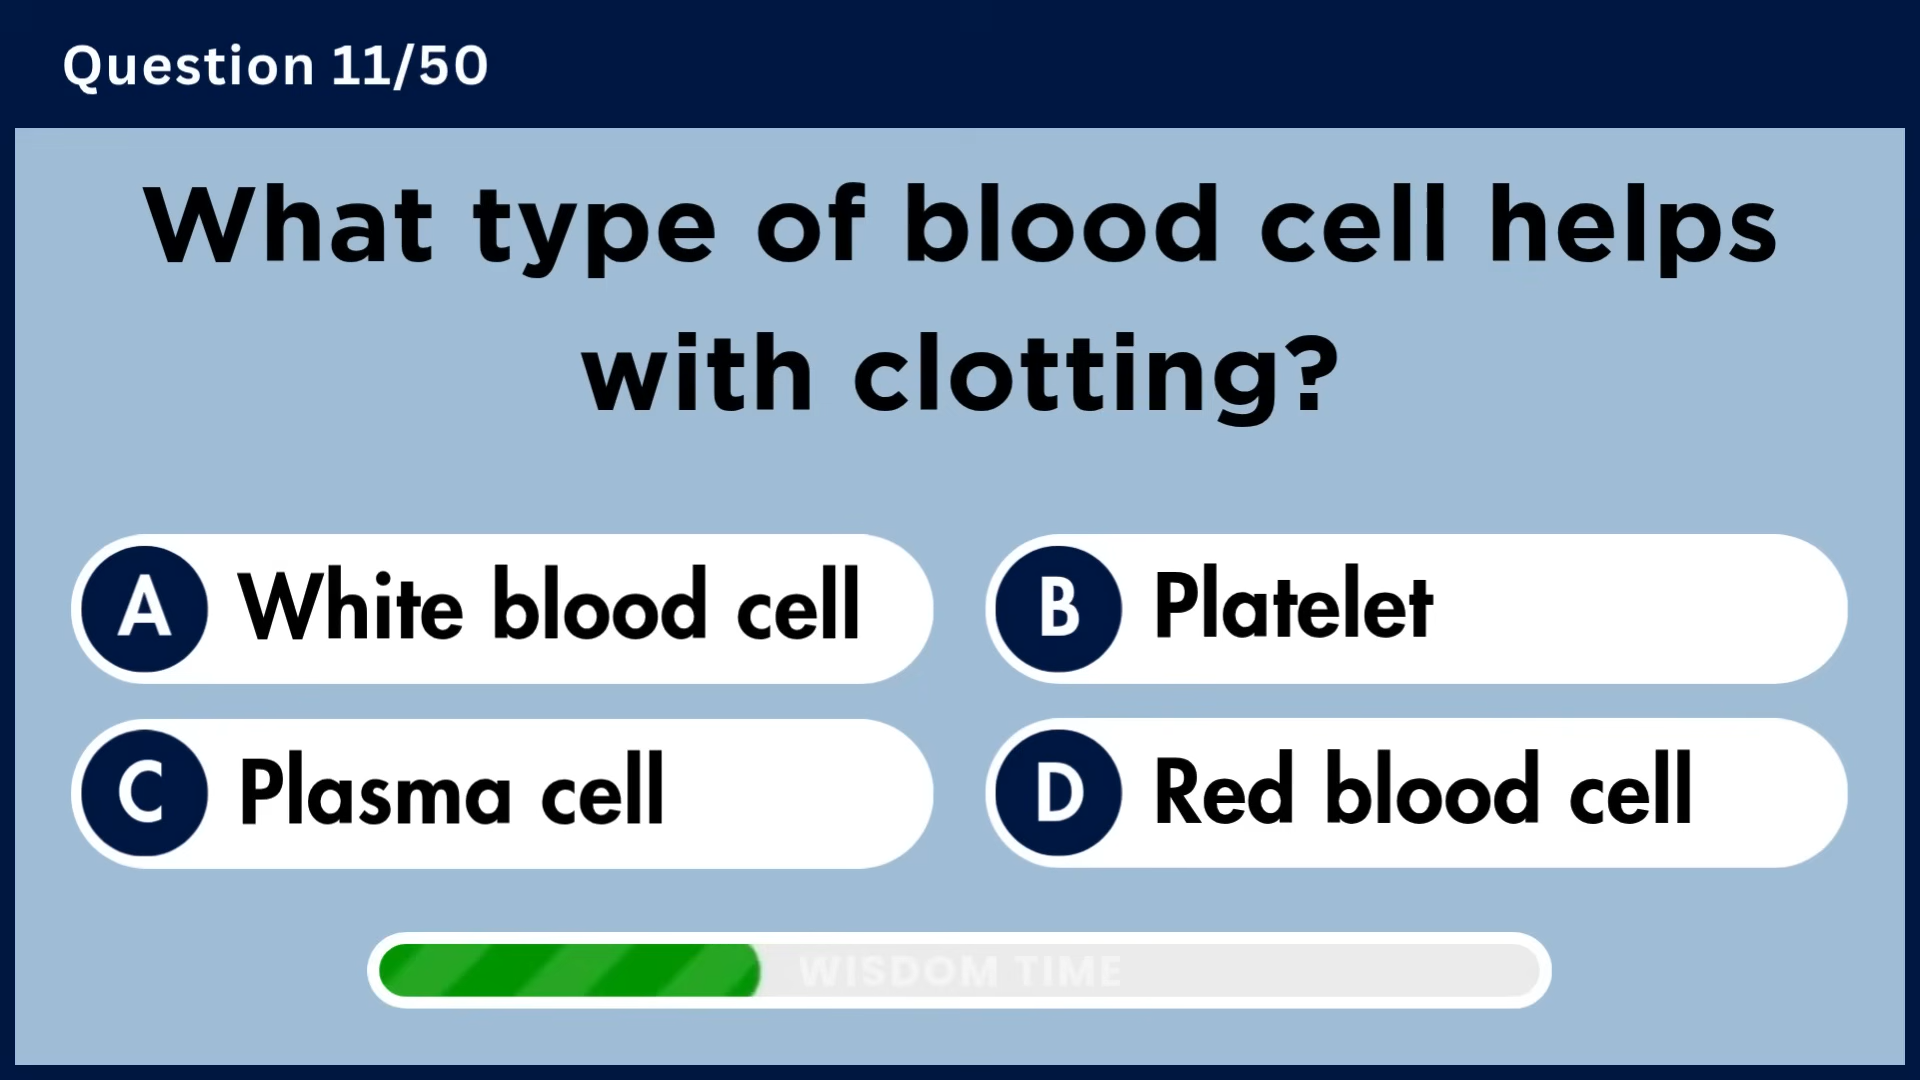 Question 11/50
What type of blood cell helps
with clotting?
A White blood cell
B Platelet
C Plasma cell
D Red blood cell
WISDOM TIME